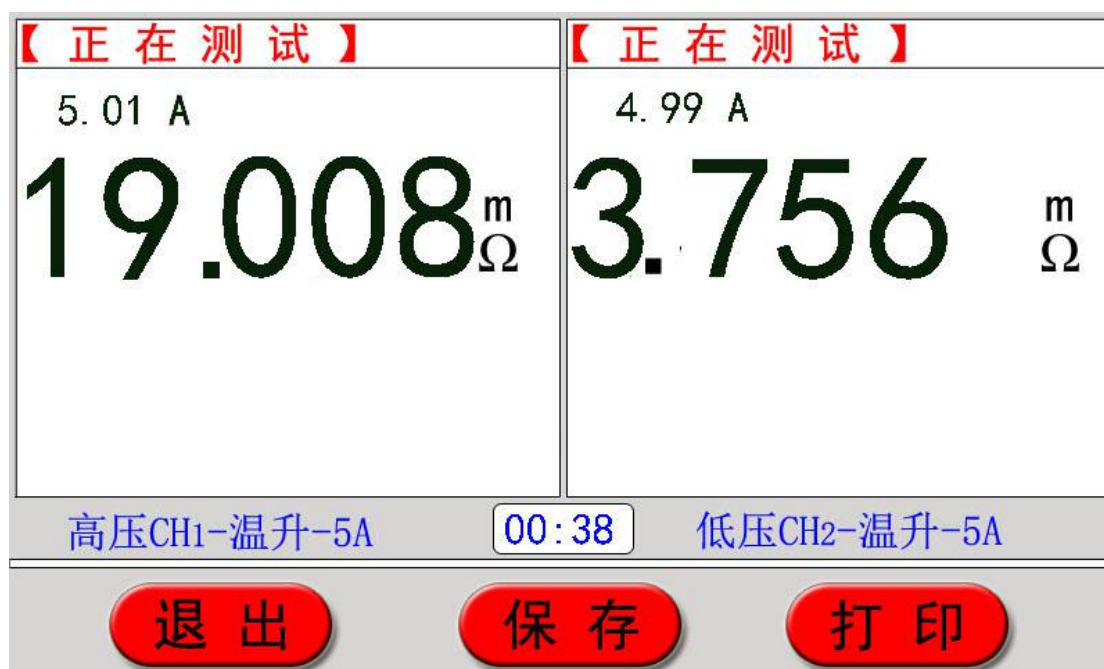 【正在测试】
5.01 A
19.008 mΩ
【正在测试】
4.99 A
3.756 mΩ
高压CH1-温升-5A
00:38
低压CH2-温升-5A
退出
保存
打印